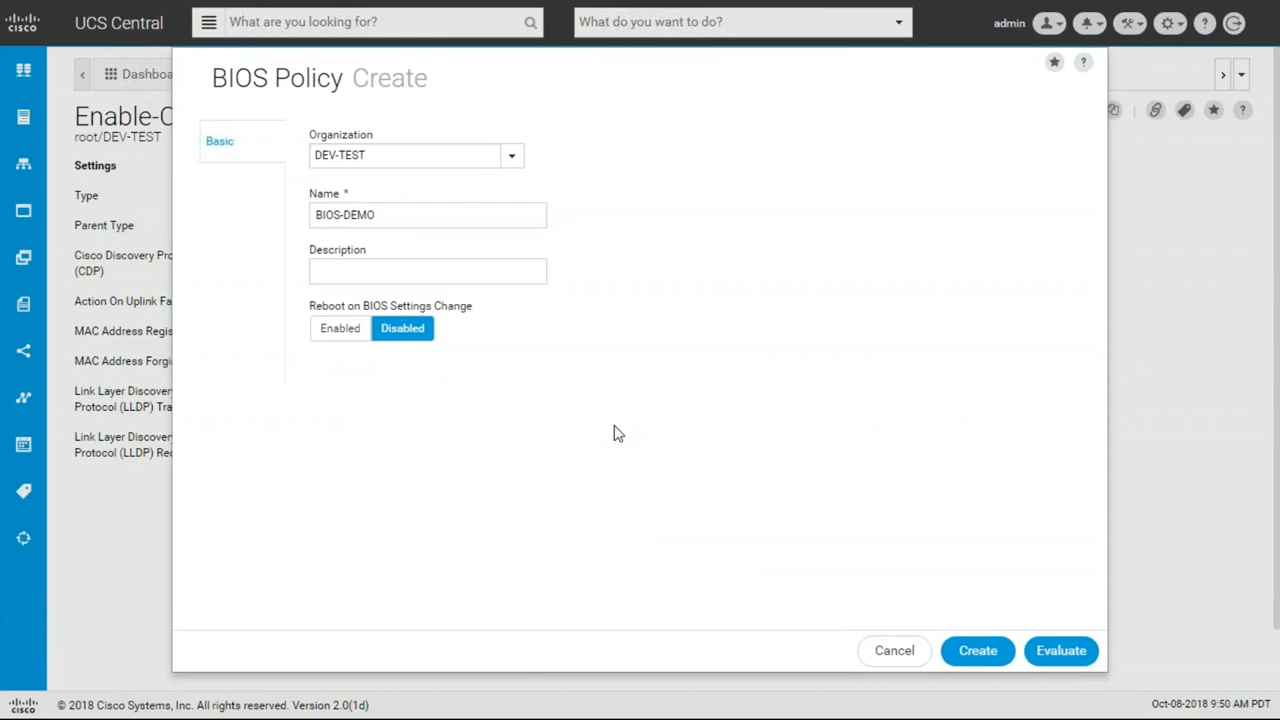 cisco
UCS Central
What are you looking for?
What do you want to do?
admin
?
BIOS Policy Create
?
Dashboa
Enable-C
root/DEV-TEST
?
Settings
Type
Parent Type
Cisco Discovery Pro
(CDP)
Action On Uplink Fa
MAC Address Regis
MAC Address Forgi
Link Layer Discovery
Protocol (LLDP) Tra
Link Layer Discovery
Protocol (LLDP) Rec
Basic
Organization
DEV-TEST
Name *
BIOS-DEMO
Description
Reboot on BIOS Settings Change
Enabled
Disabled
Cancel
Create
Evaluate
cisco
© 2018 Cisco Systems, Inc. All rights reserved. Version 2.0(1d)
Oct-08-2018 9:50 AM PDT